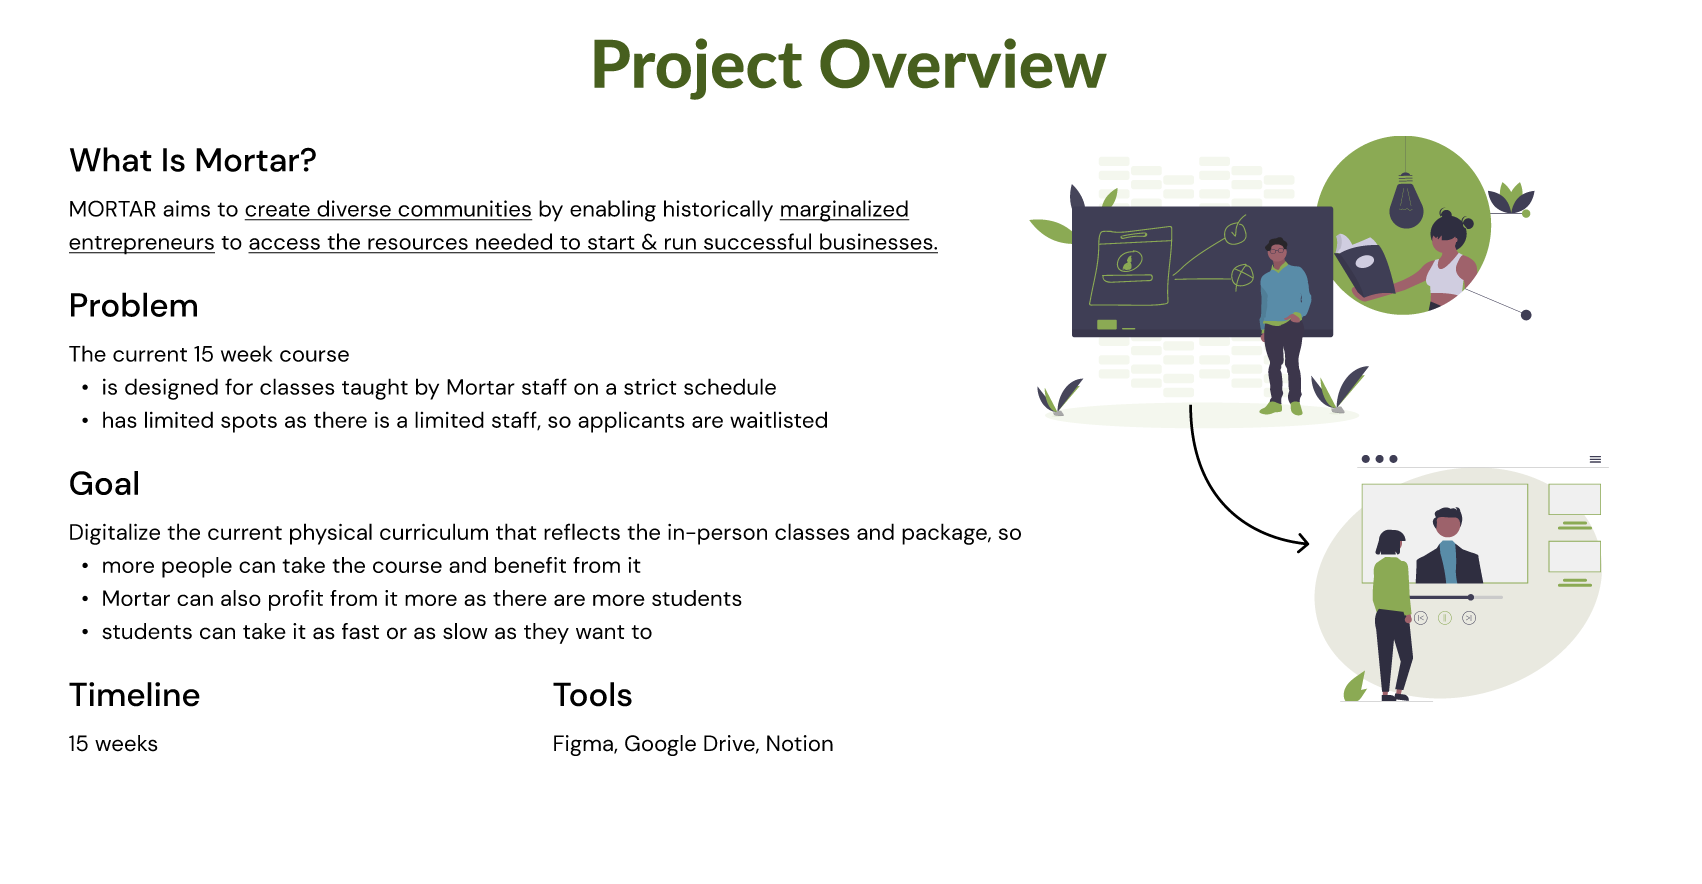 Project Overview
What Is Mortar?
MORTAR aims to create diverse communities by enabling historically marginalized
entrepreneurs to access the resources needed to start & run successful businesses.
Problem
The current 15 week course
• is designed for classes taught by Mortar staff on a strict schedule
• has limited spots as there is a limited staff, so applicants are waitlisted
Goal
Digitalize the current physical curriculum that reflects the in-person classes and package, so
• more people can take the course and benefit from it
• Mortar can also profit from it more as there are more students
• students can take it as fast or as slow as they want to
Timeline
15 weeks
Tools
Figma, Google Drive, Notion